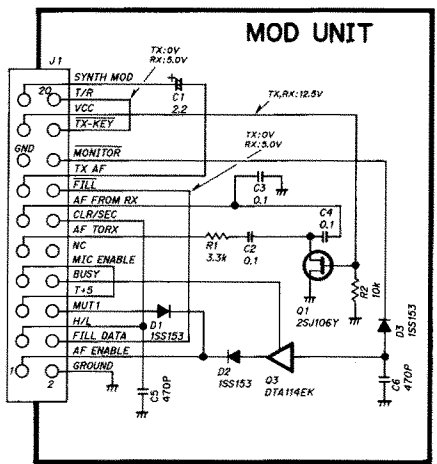 MOD UNIT
J1
SYNTH MOD
20
T/R
VCC
TX-KEY
GND
MONITOR
TX AF
FILL
AF FROM RX
CLR/SEC
AF TORX
NC
MIC ENABLE
BUSY
T+5
MUT1
H/L
FILL DATA
AF ENABLE
GROUND
1
2
TX:0V
RX:5.0V
+
C1
2.2
TX,RX:12.5V
TX:0V
RX:5.0V
C3
0.1
C4
0.1
R1
3.3k
C2
0.1
Q1
2SJ106Y
R2
10k
D3
1SS153
D1
1SS153
D2
1SS153
Q3
DTA114EK
C5
470P
C6
470P